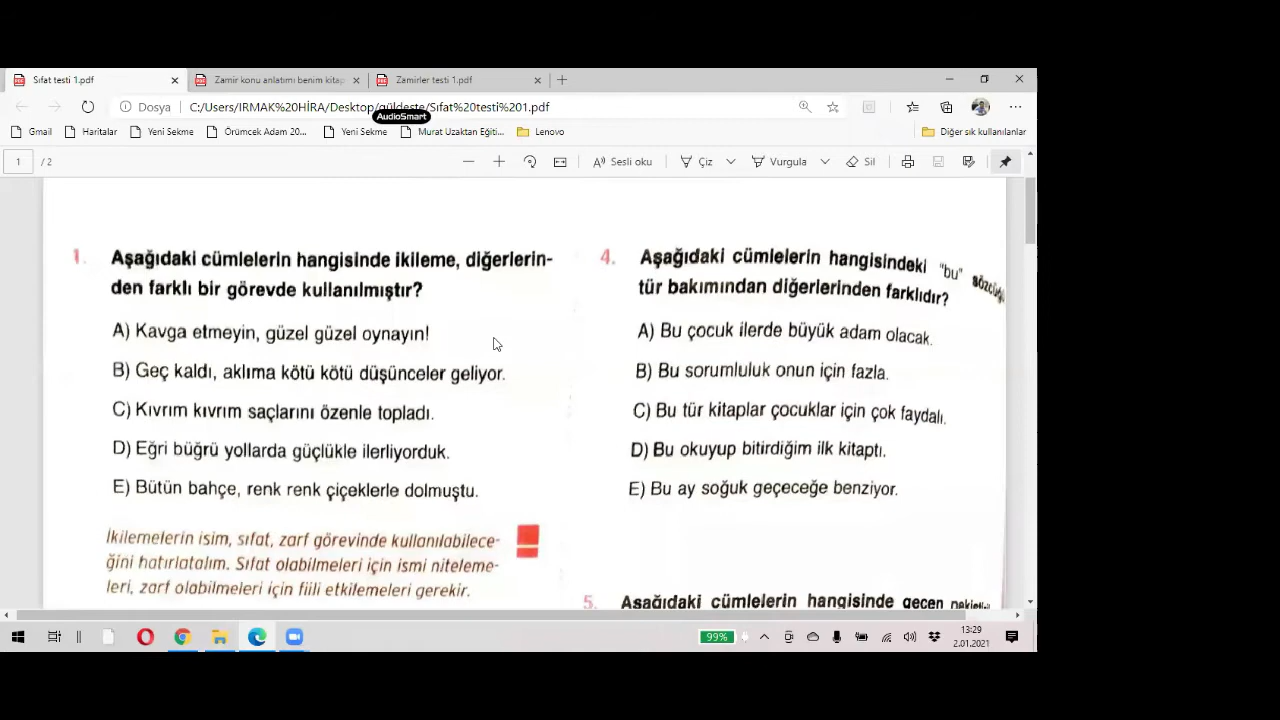 Sıfat testi 1.pdf
Zamir konu anlatımı benim kitap
Zamirler testi 1.pdf
Dosya
C:/Users/IRMAK%20HİRA/Desktop/güldeste/Sıfat%20testi%201.pdf
AudioSmart
Gmail
Haritalar
Yeni Sekme
Örümcek Adam 20...
Yeni Sekme
Murat Uzaktan Eğiti...
Lenovo
Diğer sık kullanılanlar
1 / 2
Sesli oku
Çiz
Vurgula
Sil
1. Aşağıdaki cümlelerin hangisinde ikileme, diğerlerin-
den farklı bir görevde kullanılmıştır?
A) Kavga etmeyin, güzel güzel oynayın!
B) Geç kaldı, aklıma kötü kötü düşünceler geliyor.
C) Kıvrım kıvrım saçlarını özenle topladı.
D) Eğri büğrü yollarda güçlükle ilerliyorduk.
E) Bütün bahçe, renk renk çiçeklerle dolmuştu.
İkilemelerin isim, sıfat, zarf görevinde kullanılabilece-
ğini hatırlatalım. Sıfat olabilmeleri için ismi niteleme-
leri, zarf olabilmeleri için fiili etkilemeleri gerekir.
4. Aşağıdaki cümlelerin hangisindeki "bu"
tür bakımından diğerlerinden farklıdır?
A) Bu çocuk ilerde büyük adam olacak.
B) Bu sorumluluk onun için fazla.
C) Bu tür kitaplar çocuklar için çok faydalı.
D) Bu okuyup bitirdiğim ilk kitaptı.
E) Bu ay soğuk geçeceğe benziyor.
5. Aşağıdaki cümlelerin hangisinde geçen
99%
13:29
2.01.2021